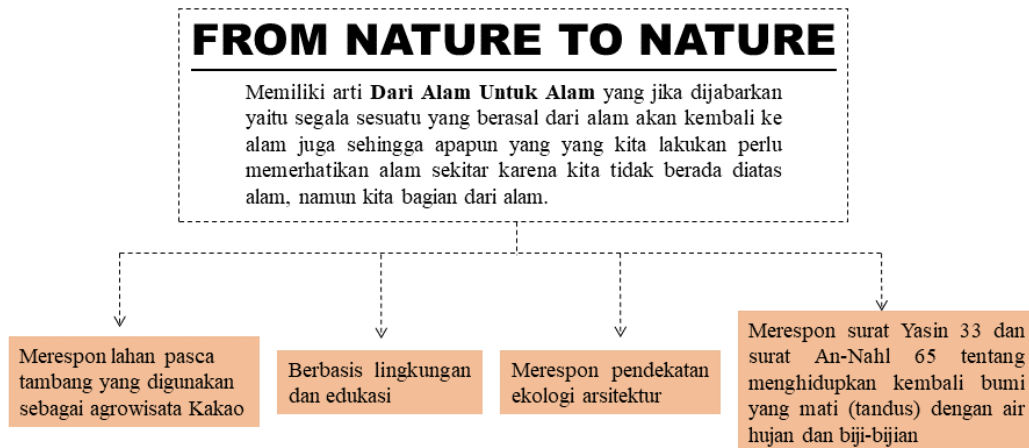 FROM NATURE TO NATURE
Memiliki arti Dari Alam Untuk Alam yang jika dijabarkan
yaitu segala sesuatu yang berasal dari alam akan kembali ke
alam juga sehingga apapun yang yang kita lakukan perlu
memerhatikan alam sekitar karena kita tidak berada diatas
alam, namun kita bagian dari alam.
Merespon lahan pasca
tambang yang digunakan
sebagai agrowisata Kakao
Berbasis lingkungan
dan edukasi
Merespon pendekatan
ekologi arsitektur
Merespon surat Yasin 33 dan
surat An-Nahl 65 tentang
menghidupkan kembali bumi
yang mati (tandus) dengan air
hujan dan biji-bijian